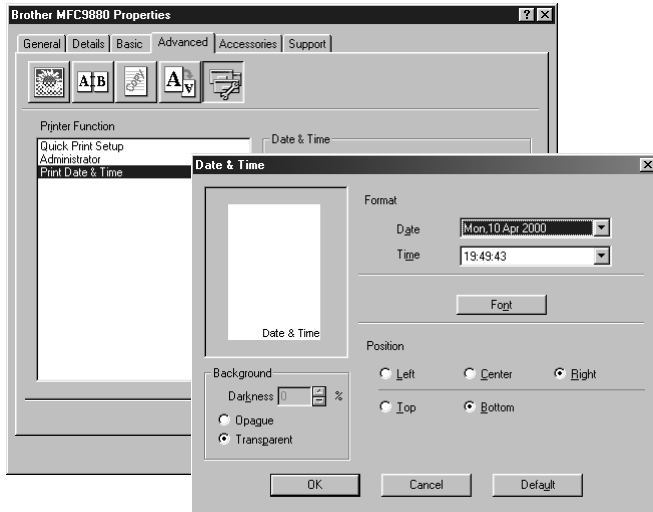 Brother MFC9880 Properties
General Details Basic Advanced Accessories Support
A B copy A A
Printer Function
Quick Print Setup
Administrator
Print Date & Time
Date & Time
Date & Time
Date & Time
Format
Date Mon,10 Apr 2000
Time 19:49:43
Font
Position
Left Center Right
Top Bottom
Background
Darkness 0 %
Opague
Transparent
OK Cancel Default